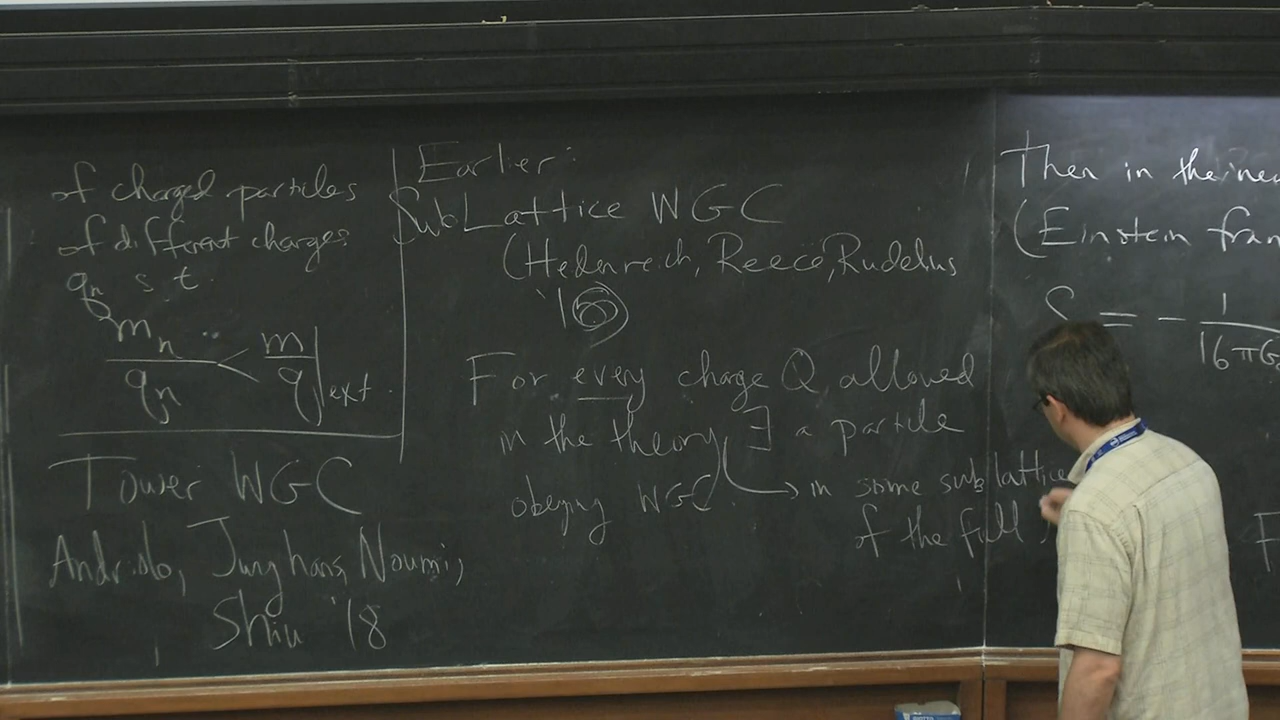 of charged particles
of different charges
qn s.t.
mn/qn < m/q|ext.
Tower WGC
Andriolo, Junghans, Noumi,
Shiu '18
Earlier:
SubLattice WGC
(Heidenreich, Reece, Rudelius
'16)
For every charge Q allowed
in the theory ∃ a particle
obeying WGC → in some sublattice
of the full
Then in the
(Einstein
= - 1/16πG
F